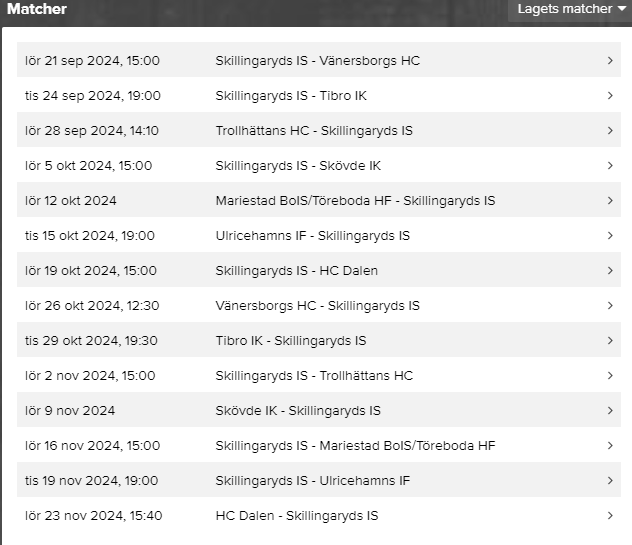 Matcher
Lagets matcher
lör 21 sep 2024, 15:00 Skillingaryds IS - Vänersborgs HC
tis 24 sep 2024, 19:00 Skillingaryds IS - Tibro IK
lör 28 sep 2024, 14:10 Trollhättans HC - Skillingaryds IS
lör 5 okt 2024, 15:00 Skillingaryds IS - Skövde IK
lör 12 okt 2024 Mariestad BoIS/Töreboda HF - Skillingaryds IS
tis 15 okt 2024, 19:00 Ulricehamns IF - Skillingaryds IS
lör 19 okt 2024, 15:00 Skillingaryds IS - HC Dalen
lör 26 okt 2024, 12:30 Vänersborgs HC - Skillingaryds IS
tis 29 okt 2024, 19:30 Tibro IK - Skillingaryds IS
lör 2 nov 2024, 15:00 Skillingaryds IS - Trollhättans HC
lör 9 nov 2024 Skövde IK - Skillingaryds IS
lör 16 nov 2024, 15:00 Skillingaryds IS - Mariestad BoIS/Töreboda HF
tis 19 nov 2024, 19:00 Skillingaryds IS - Ulricehamns IF
lör 23 nov 2024, 15:40 HC Dalen - Skillingaryds IS